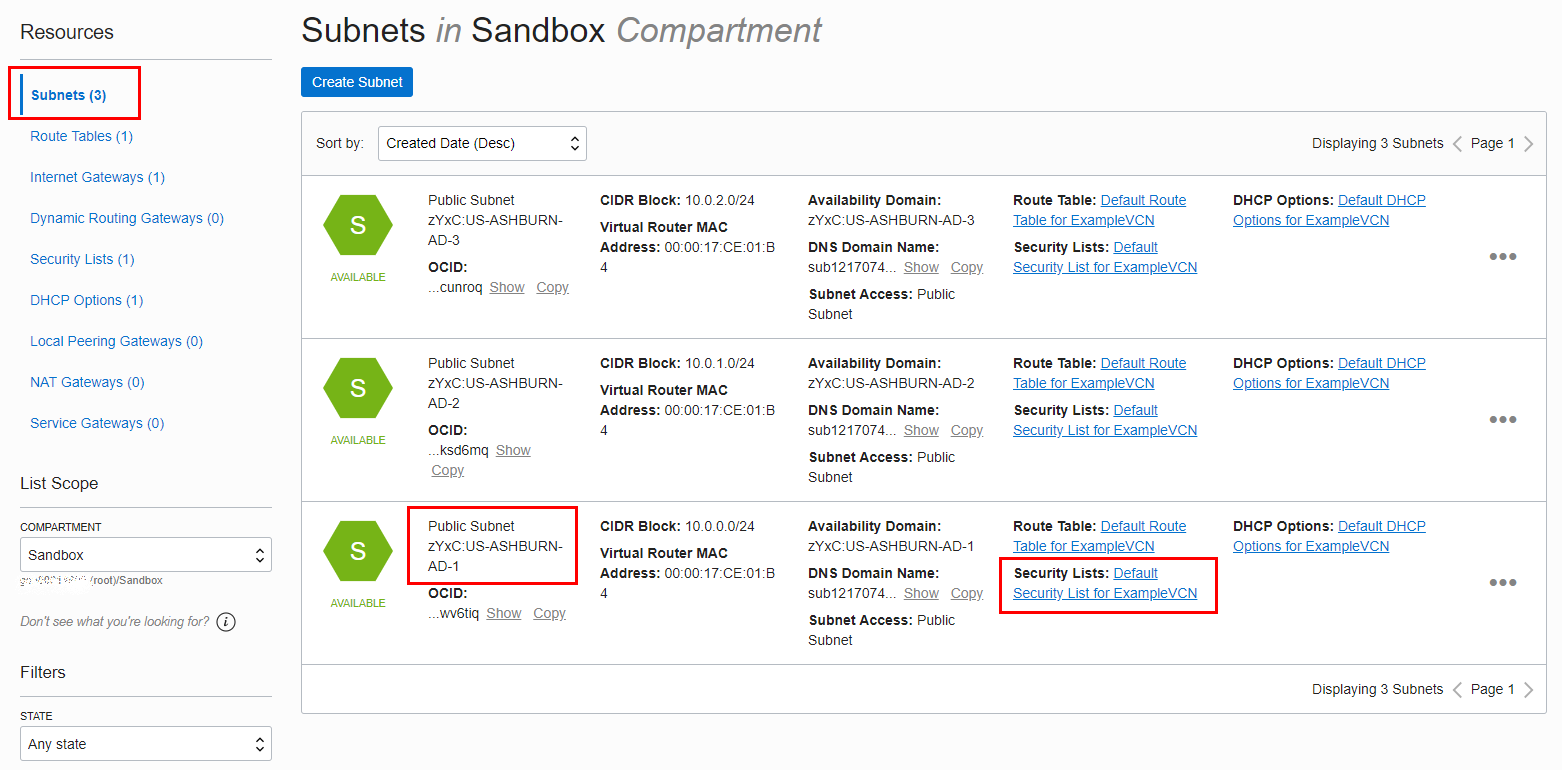 Resources
Subnets (3)
Route Tables (1)
Internet Gateways (1)
Dynamic Routing Gateways (0)
Security Lists (1)
DHCP Options (1)
Local Peering Gateways (0)
NAT Gateways (0)
Service Gateways (0)
List Scope
COMPARTMENT
Sandbox
(root)/Sandbox
Don't see what you're looking for? i
Filters
STATE
Any state
Subnets in Sandbox Compartment
Create Subnet
Sort by: Created Date (Desc)
Displaying 3 Subnets < Page 1 >
S
AVAILABLE
Public Subnet
zYxC:US-ASHBURN-
AD-3
OCID:
...cunroq Show Copy
CIDR Block: 10.0.2.0/24
Virtual Router MAC
Address: 00:00:17:CE:01:B
4
Availability Domain:
zYxC:US-ASHBURN-AD-3
DNS Domain Name:
sub1217074... Show Copy
Subnet Access: Public
Subnet
Route Table: Default Route
Table for ExampleVCN
Security Lists: Default
Security List for ExampleVCN
DHCP Options: Default DHCP
Options for ExampleVCN
S
AVAILABLE
Public Subnet
zYxC:US-ASHBURN-
AD-2
OCID:
...ksd6mq Show
Copy
CIDR Block: 10.0.1.0/24
Virtual Router MAC
Address: 00:00:17:CE:01:B
4
Availability Domain:
zYxC:US-ASHBURN-AD-2
DNS Domain Name:
sub1217074... Show Copy
Subnet Access: Public
Subnet
Route Table: Default Route
Table for ExampleVCN
Security Lists: Default
Security List for ExampleVCN
DHCP Options: Default DHCP
Options for ExampleVCN
S
AVAILABLE
Public Subnet
zYxC:US-ASHBURN-
AD-1
OCID:
...wv6tiq Show Copy
CIDR Block: 10.0.0.0/24
Virtual Router MAC
Address: 00:00:17:CE:01:B
4
Availability Domain:
zYxC:US-ASHBURN-AD-1
DNS Domain Name:
sub1217074... Show Copy
Subnet Access: Public
Subnet
Route Table: Default Route
Table for ExampleVCN
Security Lists: Default
Security List for ExampleVCN
DHCP Options: Default DHCP
Options for ExampleVCN
Displaying 3 Subnets < Page 1 >